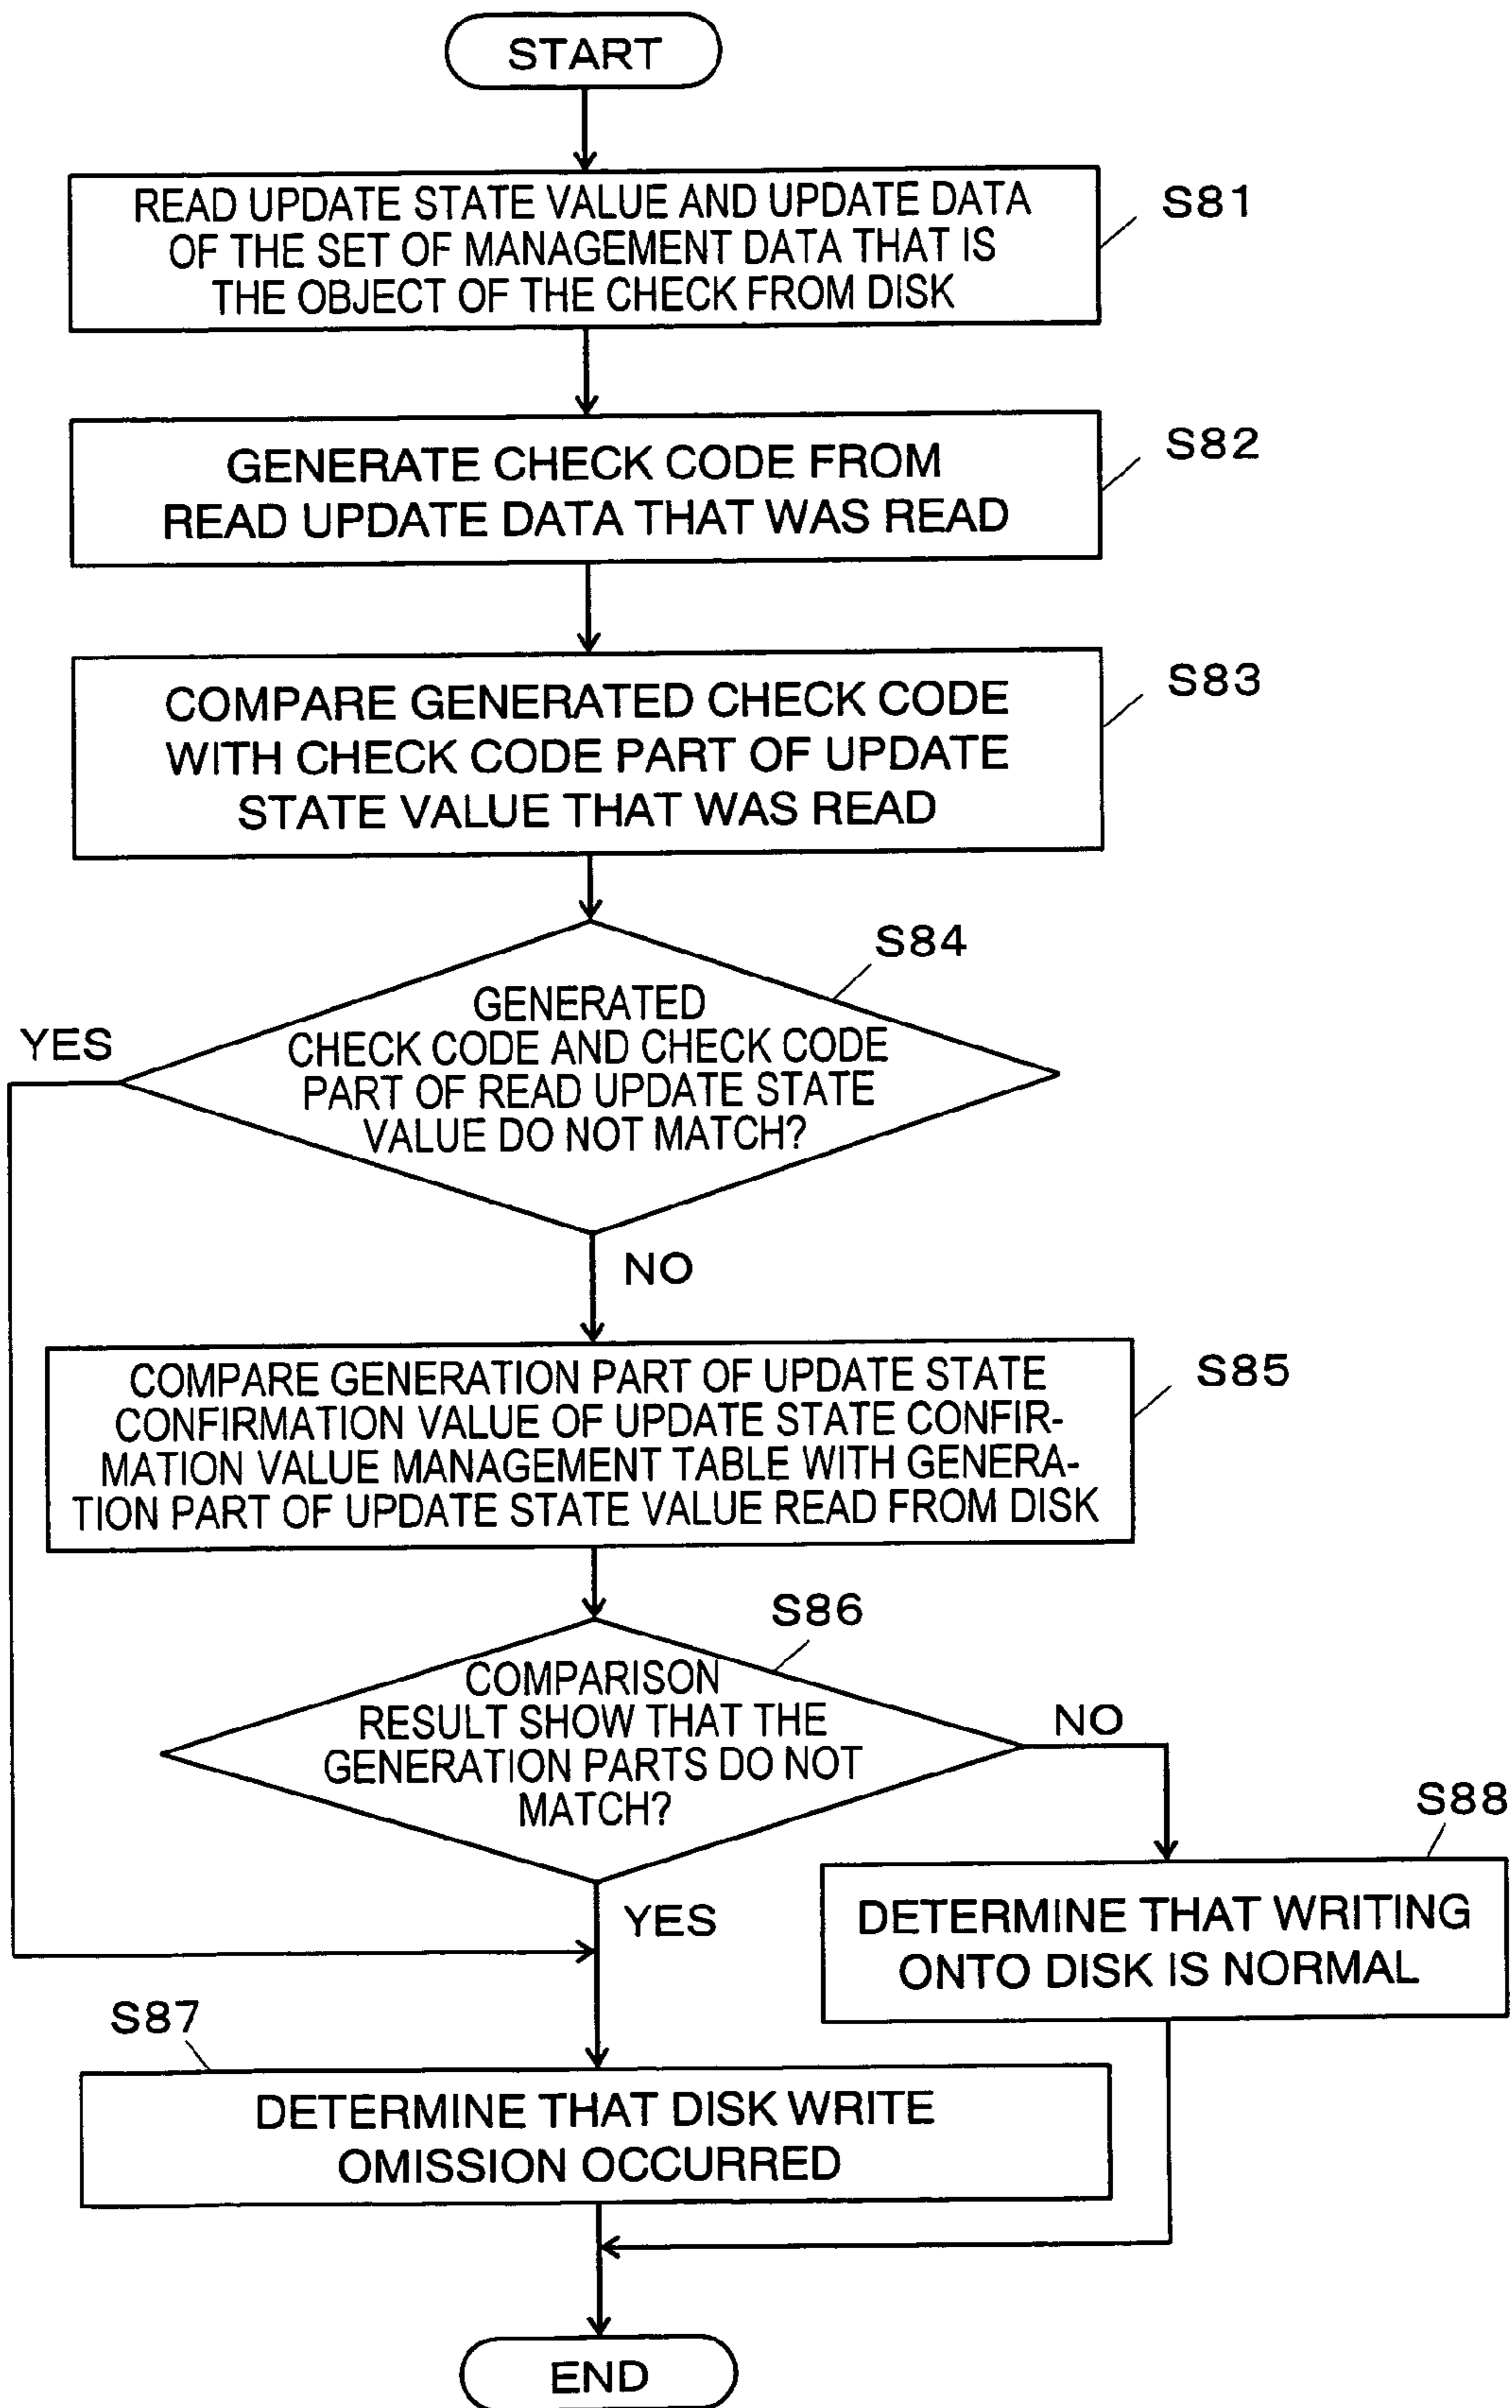 START
READ UPDATE STATE VALUE AND UPDATE DATA
OF THE SET OF MANAGEMENT DATA THAT IS
THE OBJECT OF THE CHECK FROM DISK
S81
GENERATE CHECK CODE FROM
READ UPDATE DATA THAT WAS READ
S82
COMPARE GENERATED CHECK CODE
WITH CHECK CODE PART OF UPDATE
STATE VALUE THAT WAS READ
S83
S84
GENERATED
CHECK CODE AND CHECK CODE
PART OF READ UPDATE STATE
VALUE DO NOT MATCH?
YES
NO
COMPARE GENERATION PART OF UPDATE STATE
CONFIRMATION VALUE OF UPDATE STATE CONFIR-
MATION VALUE MANAGEMENT TABLE WITH GENERA-
TION PART OF UPDATE STATE VALUE READ FROM DISK
S85
S86
COMPARISON
RESULT SHOW THAT THE
GENERATION PARTS DO NOT
MATCH?
NO
YES
S88
DETERMINE THAT WRITING
ONTO DISK IS NORMAL
S87
DETERMINE THAT DISK WRITE
OMISSION OCCURRED
END